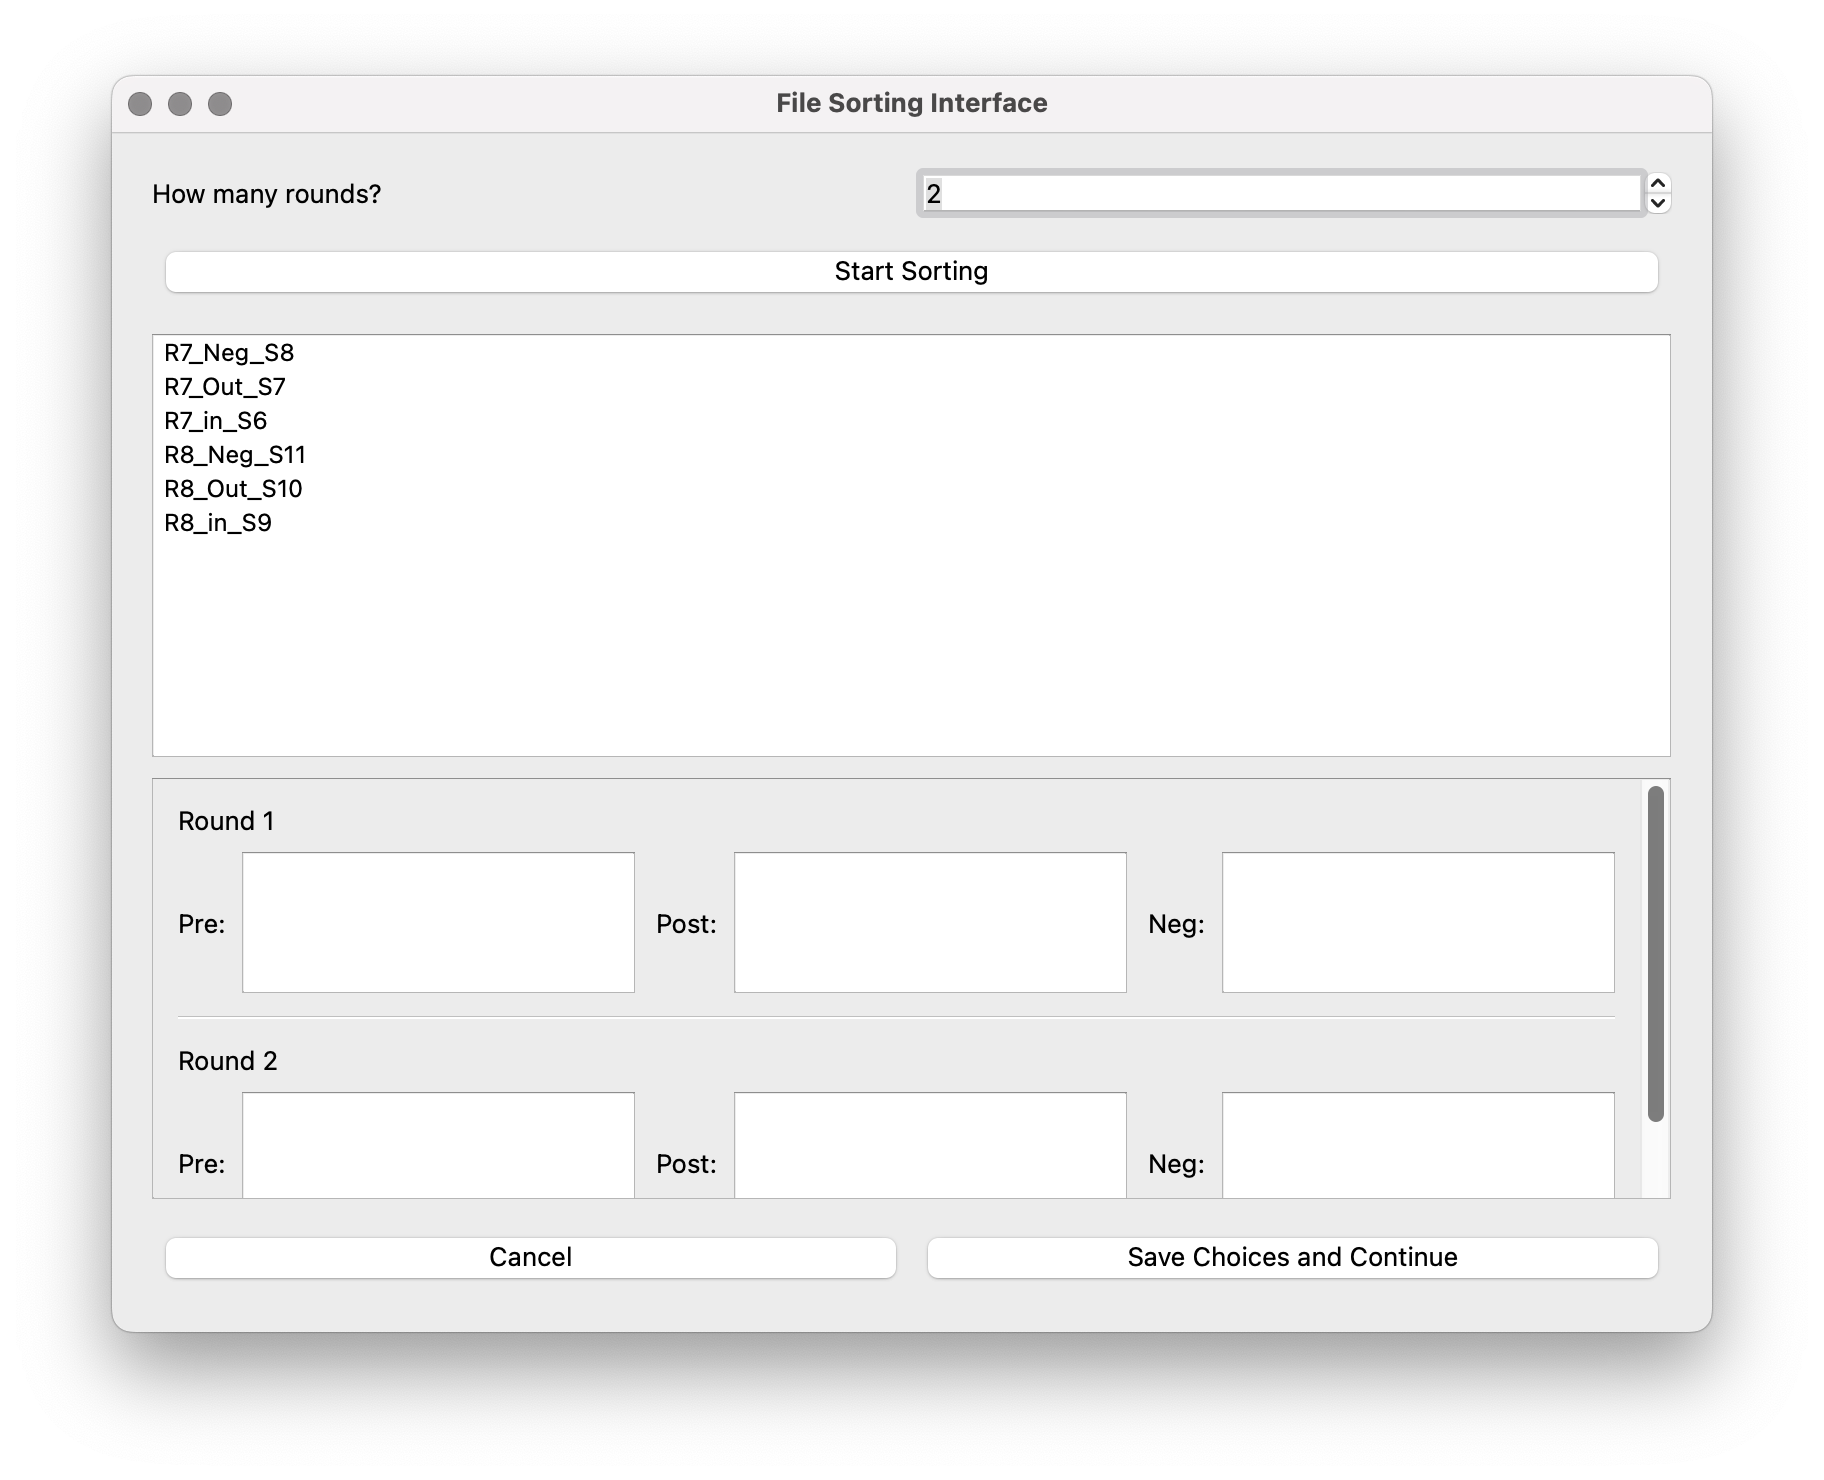 File Sorting Interface
How many rounds?
2
Start Sorting
R7_Neg_S8
R7_Out_S7
R7_in_S6
R8_Neg_S11
R8_Out_S10
R8_in_S9
Round 1
Pre:
Post:
Neg:
Round 2
Pre:
Post:
Neg:
Cancel
Save Choices and Continue